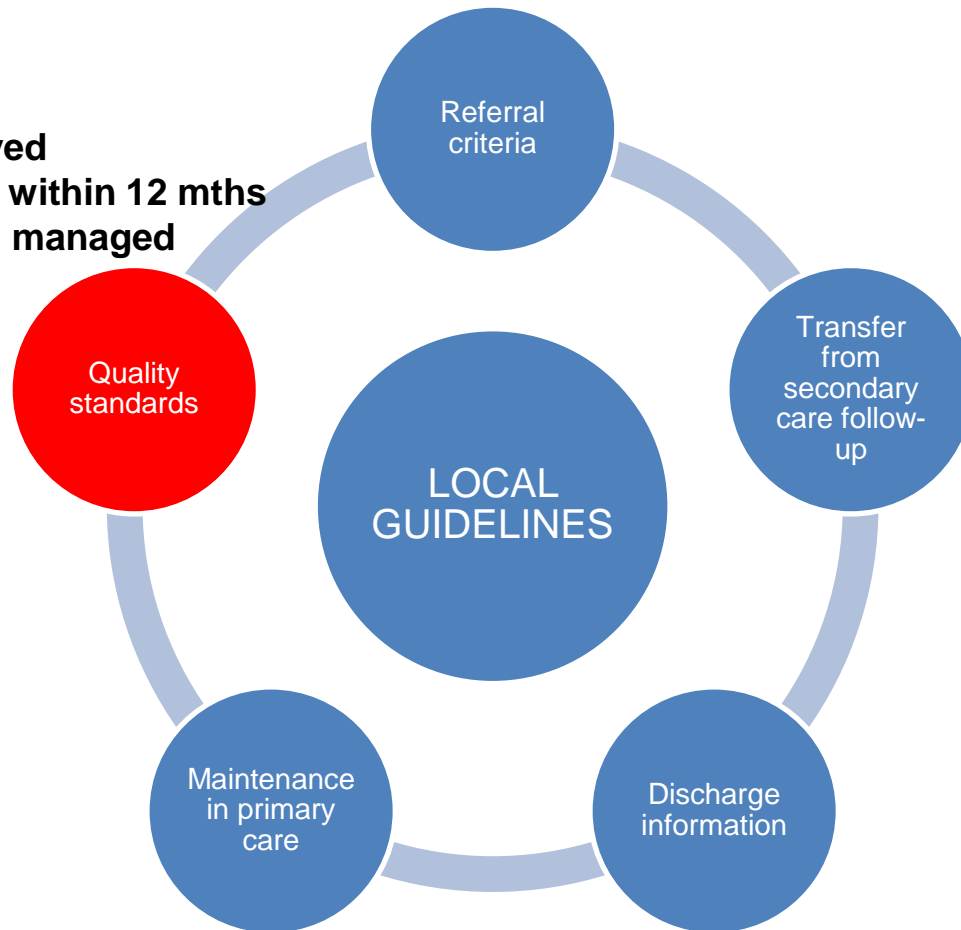 Referral
criteria
within 12 mths
managed
Quality
standards
Transfer
from
secondary
care follow-
up
LOCAL
GUIDELINES
Maintenance
in primary
care
Discharge
information